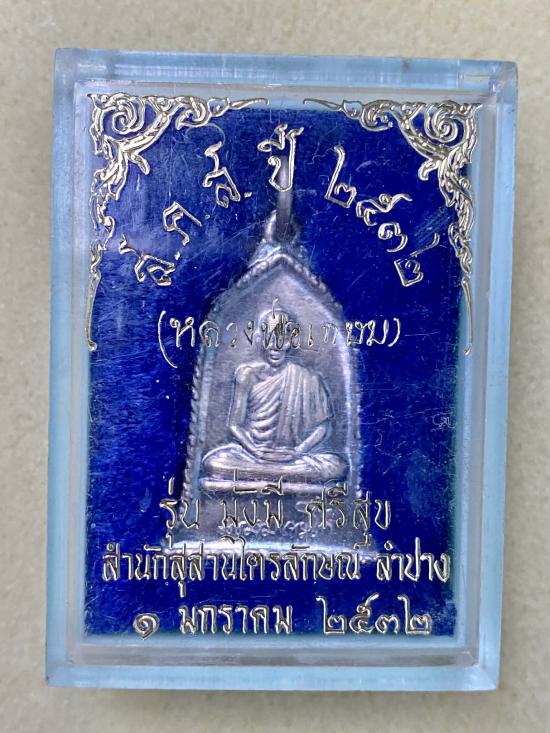 ส.ค.ส. ปี ๒๕๓๒
(หลวงพ่อเกษม)
รุ่น มั่งมี ศรีสุข
สำนักสุสานไตรลักษณ์ ลำปาง
๑ มกราคม ๒๕๓๒